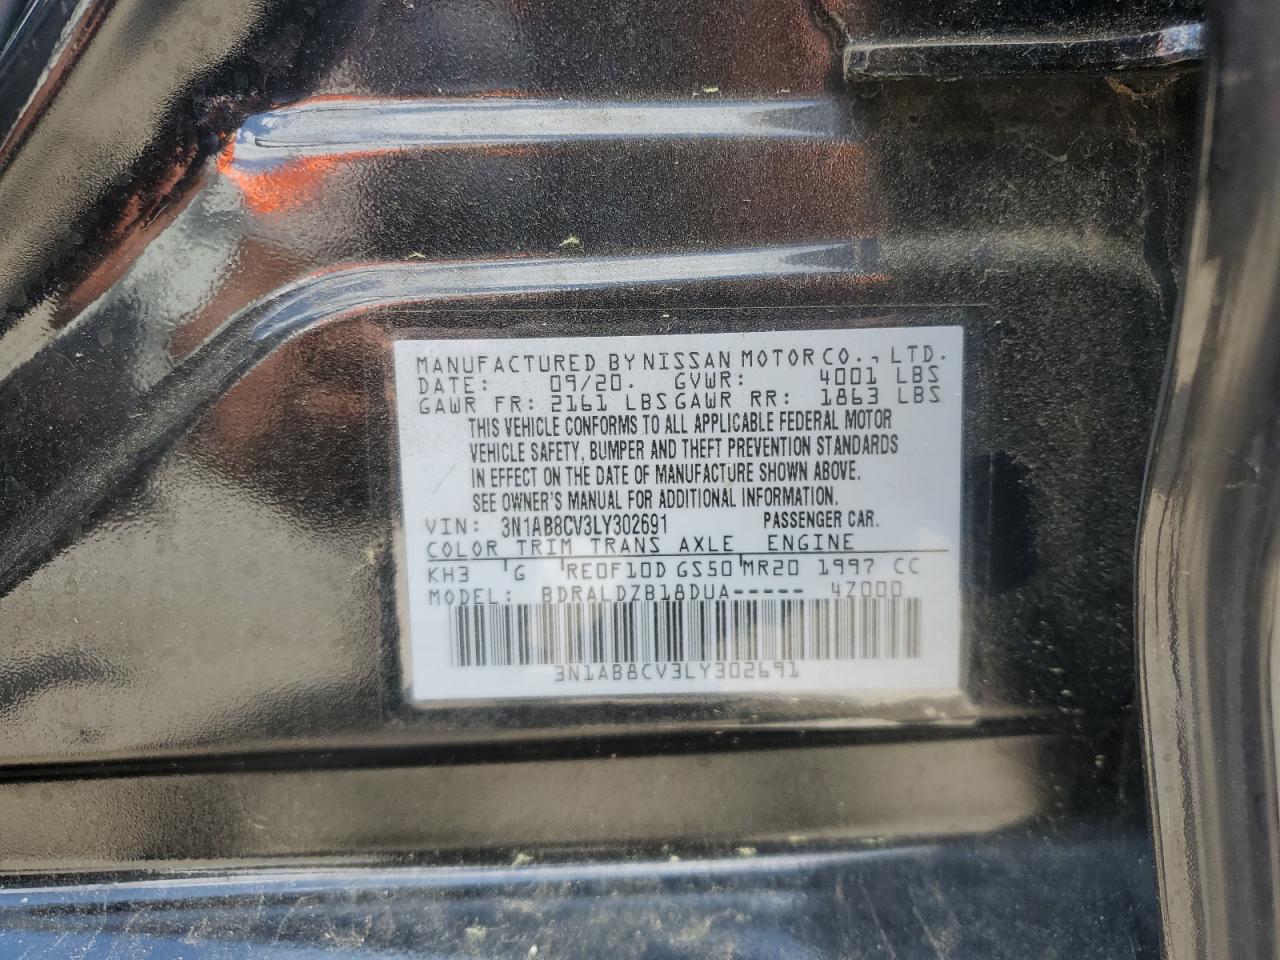 MANUFACTURED BY NISSAN MOTOR CO., LTD.
DATE: 09/20. GVWR: 4001 LBS
GAWR FR: 2161 LBS GAWR RR: 1863 LBS
THIS VEHICLE CONFORMS TO ALL APPLICABLE FEDERAL MOTOR
VEHICLE SAFETY, BUMPER AND THEFT PREVENTION STANDARDS
IN EFFECT ON THE DATE OF MANUFACTURE SHOWN ABOVE.
SEE OWNER'S MANUAL FOR ADDITIONAL INFORMATION.
VIN: 3N1AB8CV3LY302691 PASSENGER CAR.
COLOR TRIM TRANS AXLE ENGINE
KH3 G RE0F10D GS50 MR20 1997 CC
MODEL: BDRALDZB18DUA----- 4Z000
3N1AB8CV3LY302691